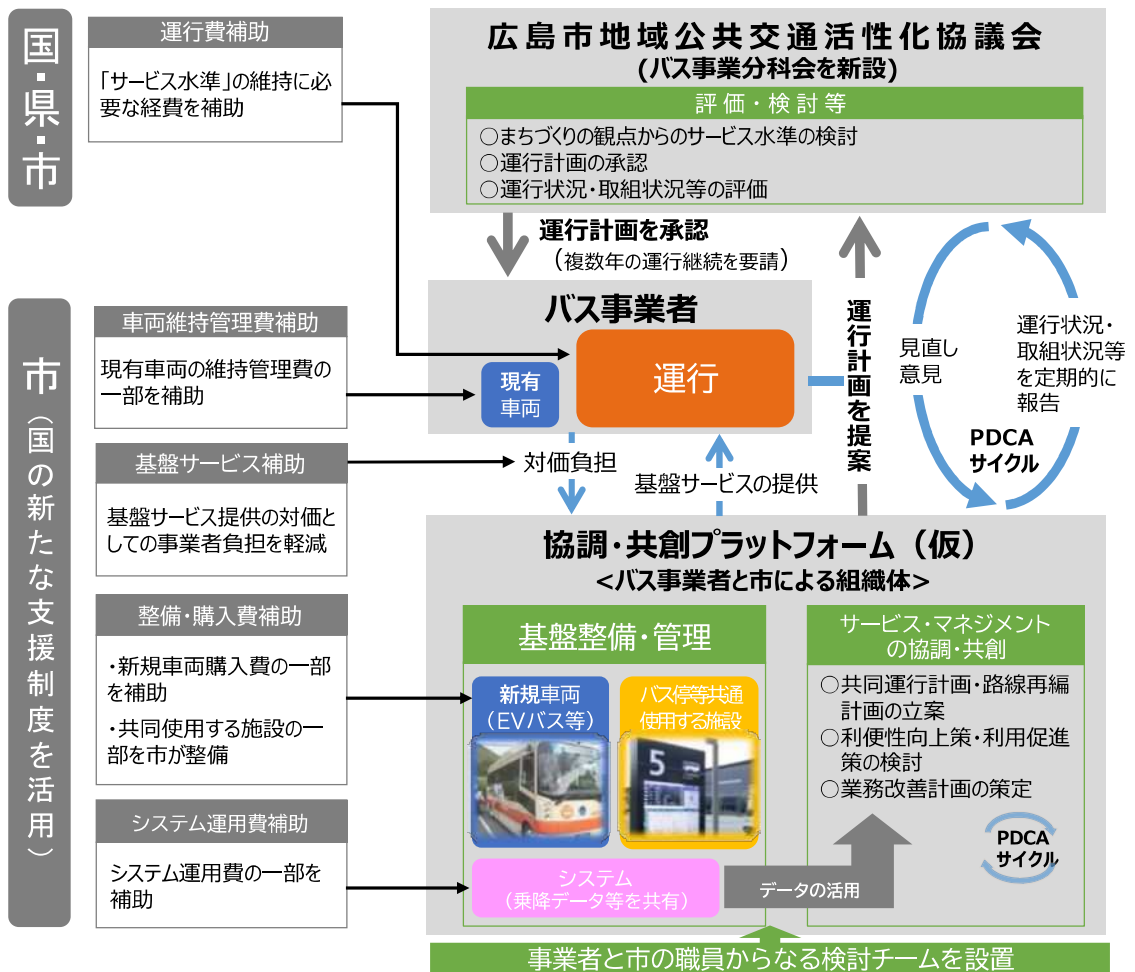 国・県・市
運行費補助
「サービス水準」の維持に必
要な経費を補助
広島市地域公共交通活性化協議会
(バス事業分科会を新設)
評価・検討等
○まちづくりの観点からのサービス水準の検討
○運行計画の承認
○運行状況・取組状況等の評価
運行計画を承認
（複数年の運行継続を要請）
市（国の新たな支援制度を活用）
車両維持管理費補助
現有車両の維持管理費の
一部を補助
基盤サービス補助
基盤サービス提供の対価と
しての事業者負担を軽減
整備・購入費補助
・新規車両購入費の一部
を補助
・共同使用する施設の一
部を市が整備
システム運用費補助
システム運用費の一部を
補助
バス事業者
現有
車両
運行
対価負担
基盤サービスの提供
運行計画を提案
見直し
意見
運行状況・
取組状況等
を定期的に
報告
PDCA
サイクル
協調・共創プラットフォーム（仮）
<バス事業者と市による組織体>
基盤整備・管理
新規車両
（EVバス等）
バス停等共通
使用する施設
5
システム
（乗降データ等を共有）
データの活用
サービス・マネジメント
の協調・共創
○共同運行計画・路線再編
計画の立案
○利便性向上策・利用促進
策の検討
○業務改善計画の策定
PDCA
サイクル
事業者と市の職員からなる検討チームを設置